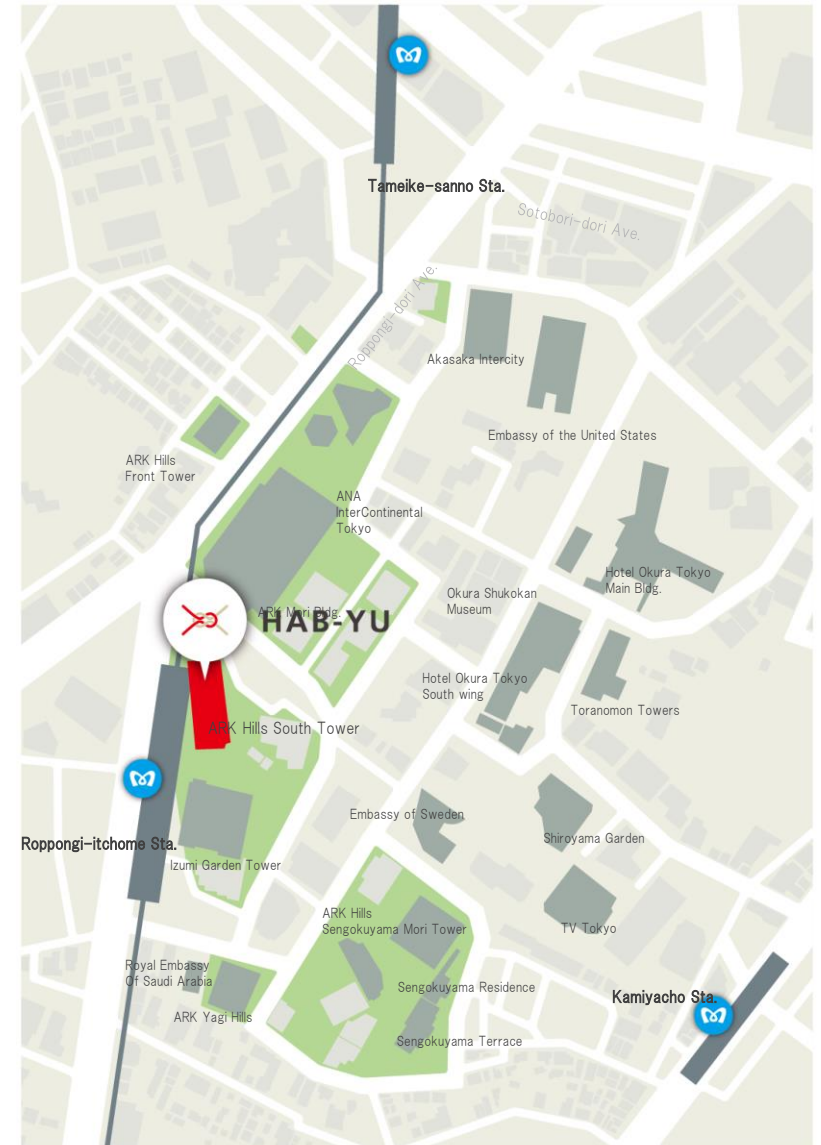 Tameike-sanno Sta.
Sotobori-dori Ave.
Roppongi-dori Ave.
Akasaka Intercity
Embassy of the United States
ARK Hills
Front Tower
ANA
InterContinental
Tokyo
Hotel Okura Tokyo
Main Bldg.
Okura Shukokan
Museum
ARK Mori Bldg.
HAB-YU
Hotel Okura Tokyo
South wing
Toranomon Towers
ARK Hills South Tower
Embassy of Sweden
Shiroyama Garden
Roppongi-itchome Sta.
Izumi Garden Tower
ARK Hills
Sengokuyama Mori Tower
TV Tokyo
Royal Embassy
Of Saudi Arabia
Sengokuyama Residence
Kamiyacho Sta.
ARK Yagi Hills
Sengokuyama Terrace